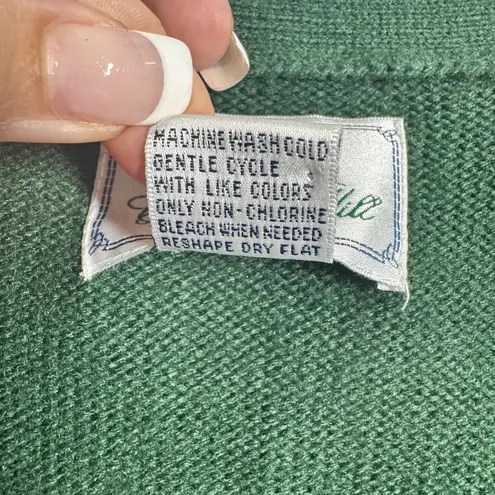 MACHINE WASH COLD
GENTLE CYCLE
WITH LIKE COLORS
ONLY NON-CHLORINE
BLEACH WHEN NEEDED
RESHAPE DRY FLAT